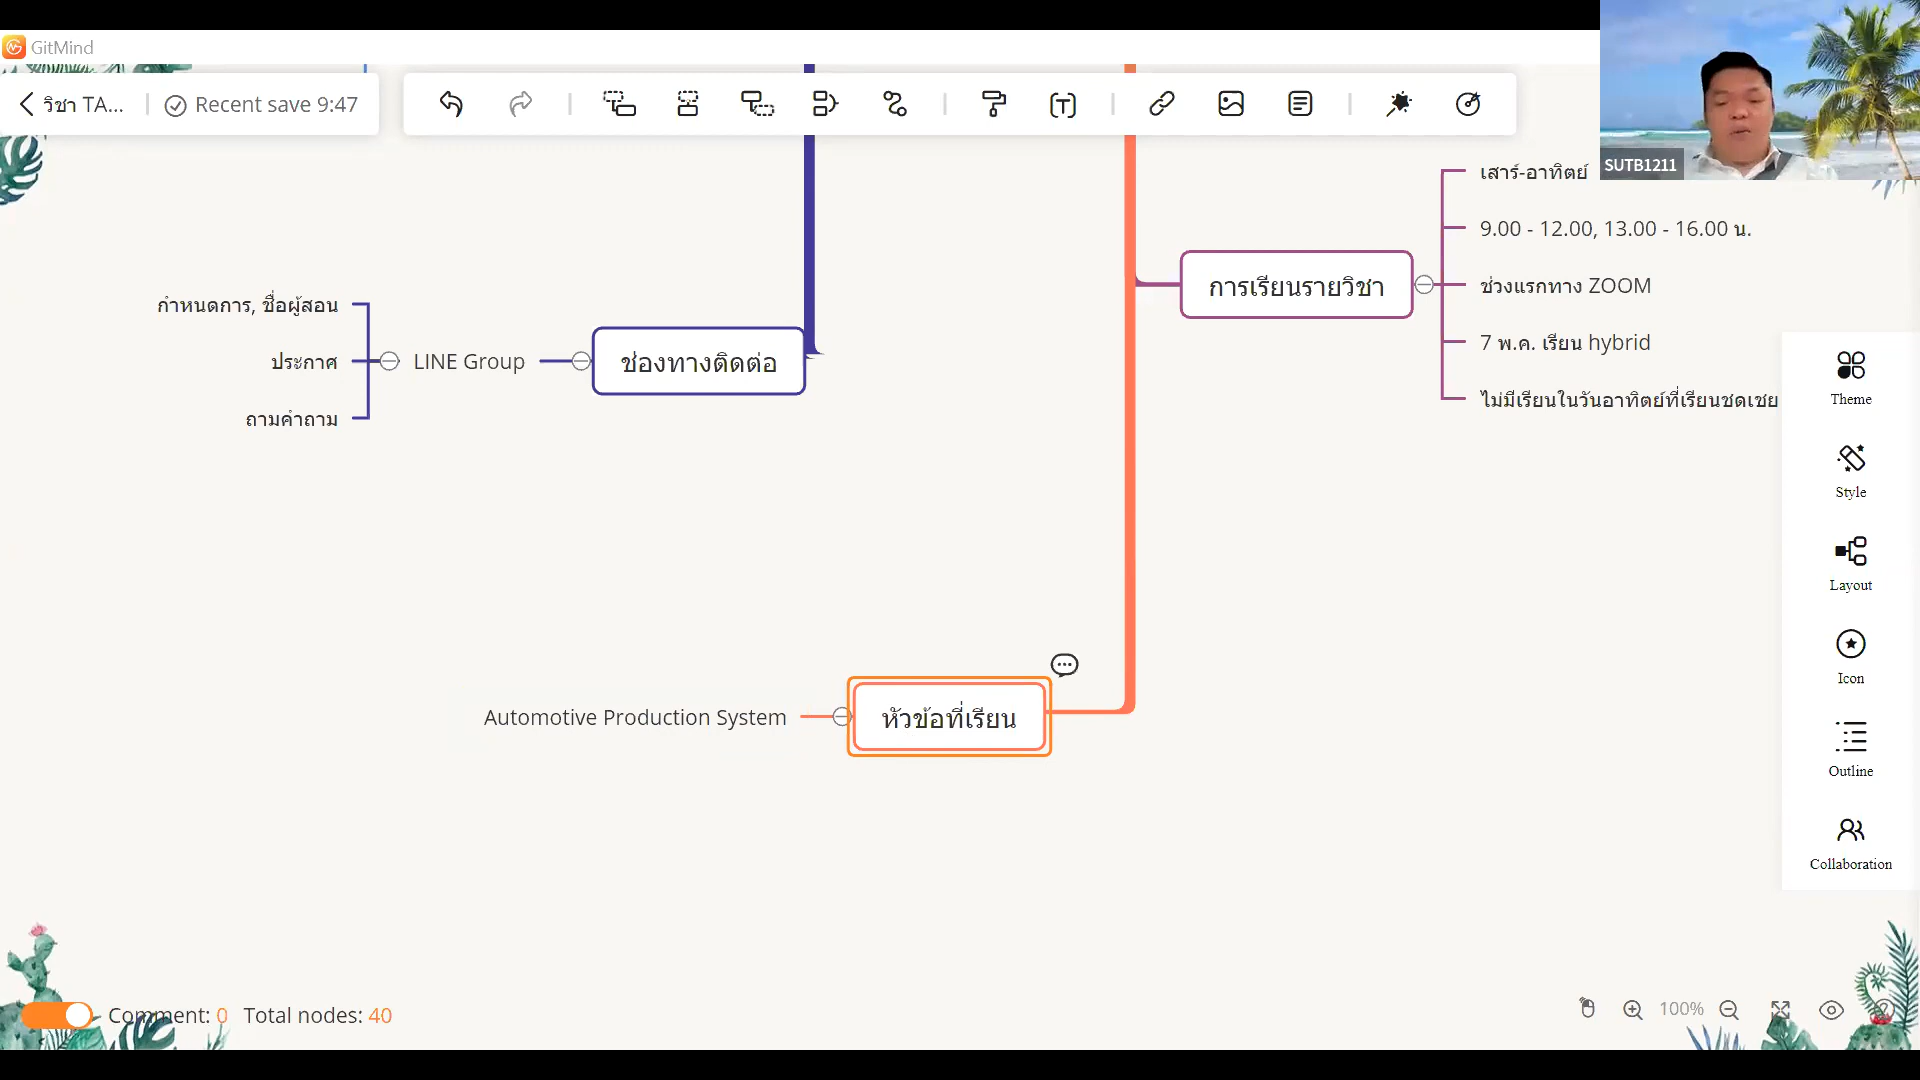 GitMind
วิชา TA...
Recent save 9:47
SUTB1211
เสาร์-อาทิตย์
9.00 - 12.00, 13.00 - 16.00 น.
การเรียนรายวิชา
ช่วงแรกทาง ZOOM
7 พ.ค. เรียน hybrid
ไม่มีเรียนในวันอาทิตย์ที่เรียนชดเชย
กำหนดการ, ชื่อผู้สอน
ประกาศ
ถามคำถาม
LINE Group
ช่องทางติดต่อ
Theme
Style
Layout
Icon
Outline
Collaboration
Automotive Production System
หัวข้อที่เรียน
Comment: 0
Total nodes: 40
100%